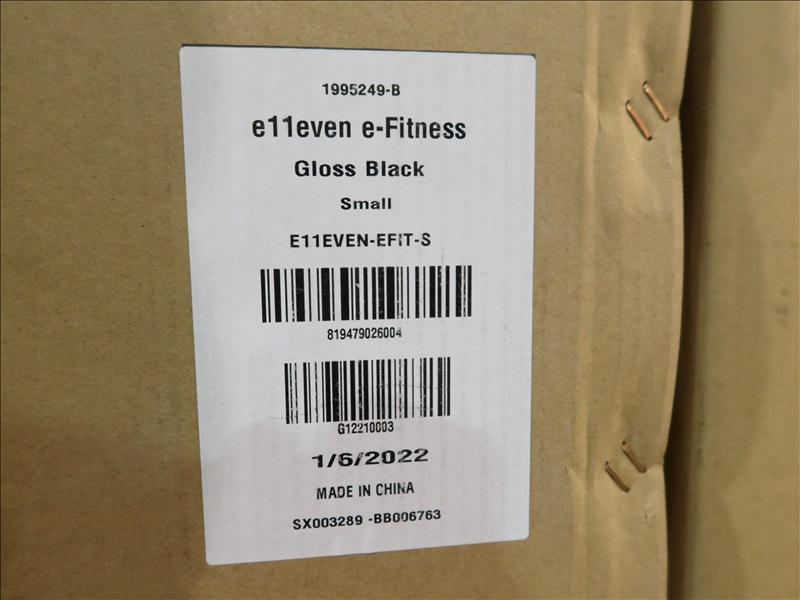 1995249-B
e11even e-Fitness
Gloss Black
Small
E11EVEN-EFIT-S
819479026004
G12210003
1/6/2022
MADE IN CHINA
SX003289 -BB006763